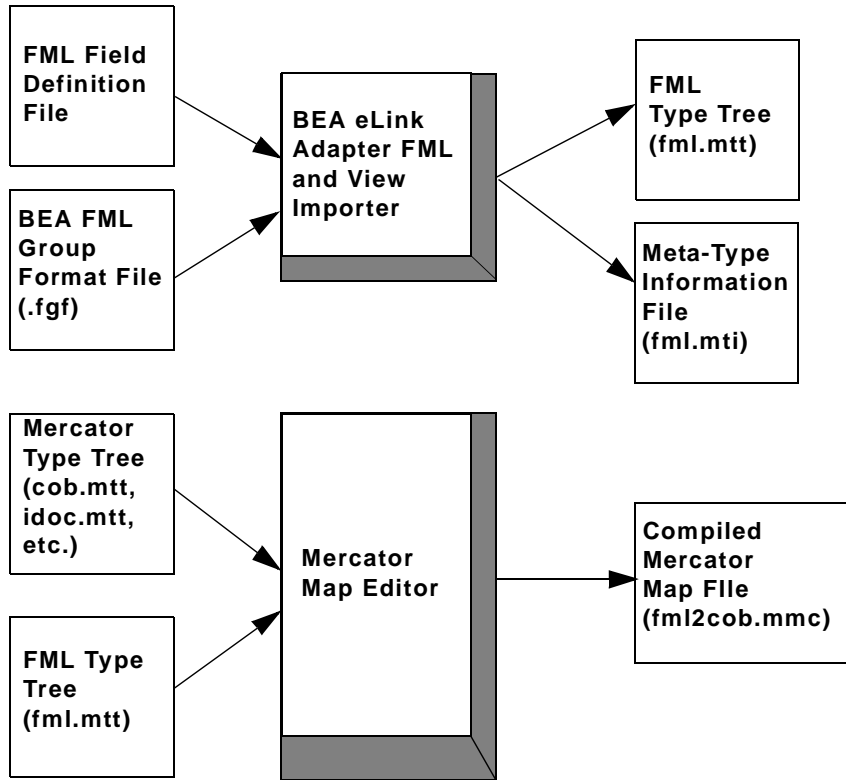 FML Field
Definition
File
BEA FML
Group
Format File
(.fgf)
BEA eLink
Adapter FML
and View
Importer
FML
Type Tree
(fml.mtt)
Meta-Type
Information
File
(fml.mti)
Mercator
Type Tree
(cob.mtt,
idoc.mtt,
etc.)
FML Type
Tree
(fml.mtt)
Mercator
Map Editor
Compiled
Mercator
Map FIle
(fml2cob.mmc)